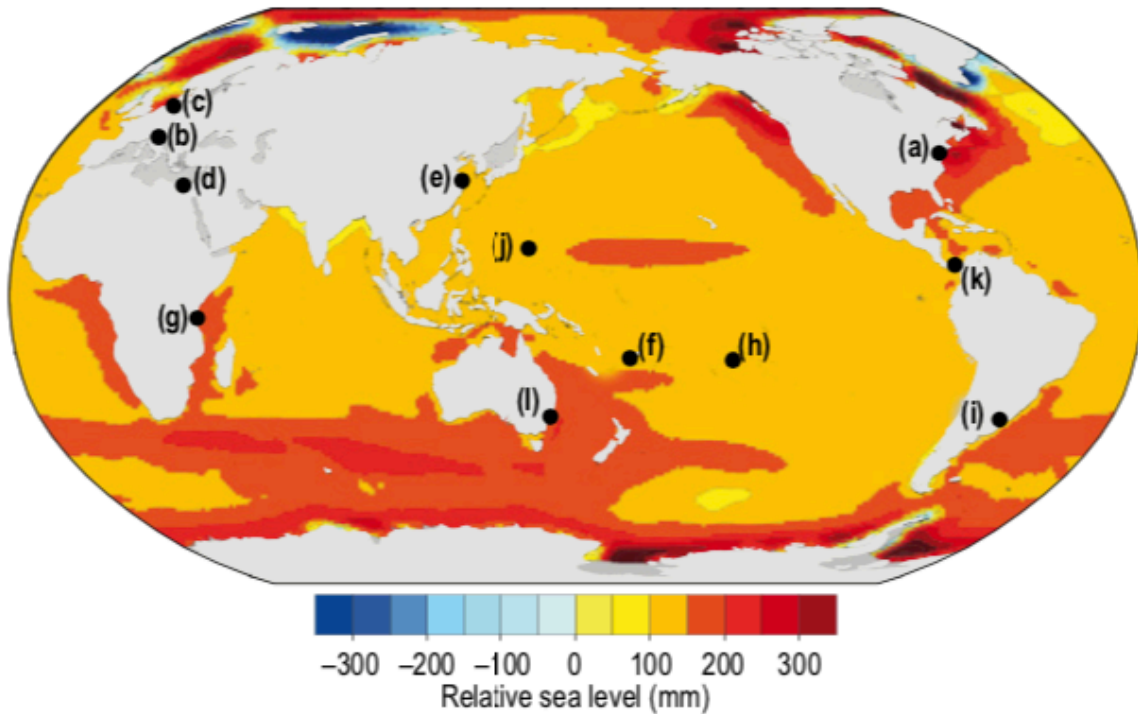 (c)
(b)
(a)
(d)
(e)
(j)
(k)
(g)
(f)
(h)
(l)
(i)
−300 −200 −100 0 100 200 300
Relative sea level (mm)